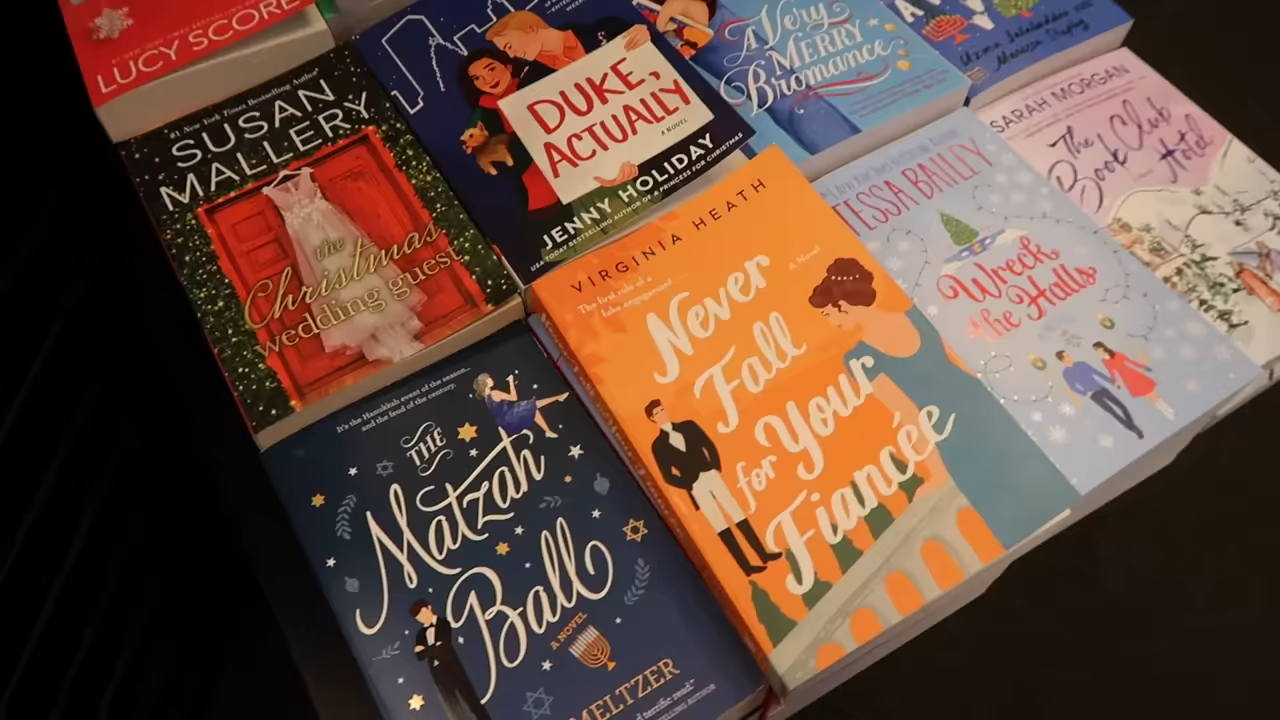 LUCY SCORE
#1 New York Times Bestselling Author
SUSAN
MALLERY
the
Christmas
wedding guest
DUKE,
ACTUALLY
A NOVEL
JENNY HOLIDAY
USA TODAY BESTSELLING AUTHOR OF A PRINCESS FOR CHRISTMAS
A Very
MERRY
Bromance
SARAH MORGAN
The
Book Club
Hotel
TESSA BAILEY
Wreck
the Halls
VIRGINIA HEATH
The first rule of a
fake engagement
A Novel
Never
Fall
for Your
Fiancée
It's the Hanukkah event of the season...
and the feud of the century.
THE
Matzah
Ball
A NOVEL
MELTZER
terrific read."